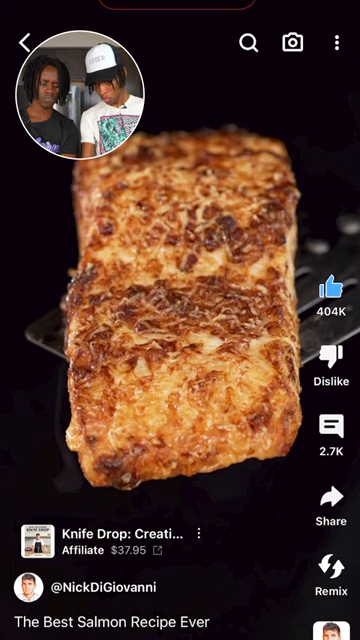 404K
Dislike
2.7K
Share
Remix
Knife Drop: Creati...
Affiliate $37.95
@NickDiGiovanni
The Best Salmon Recipe Ever